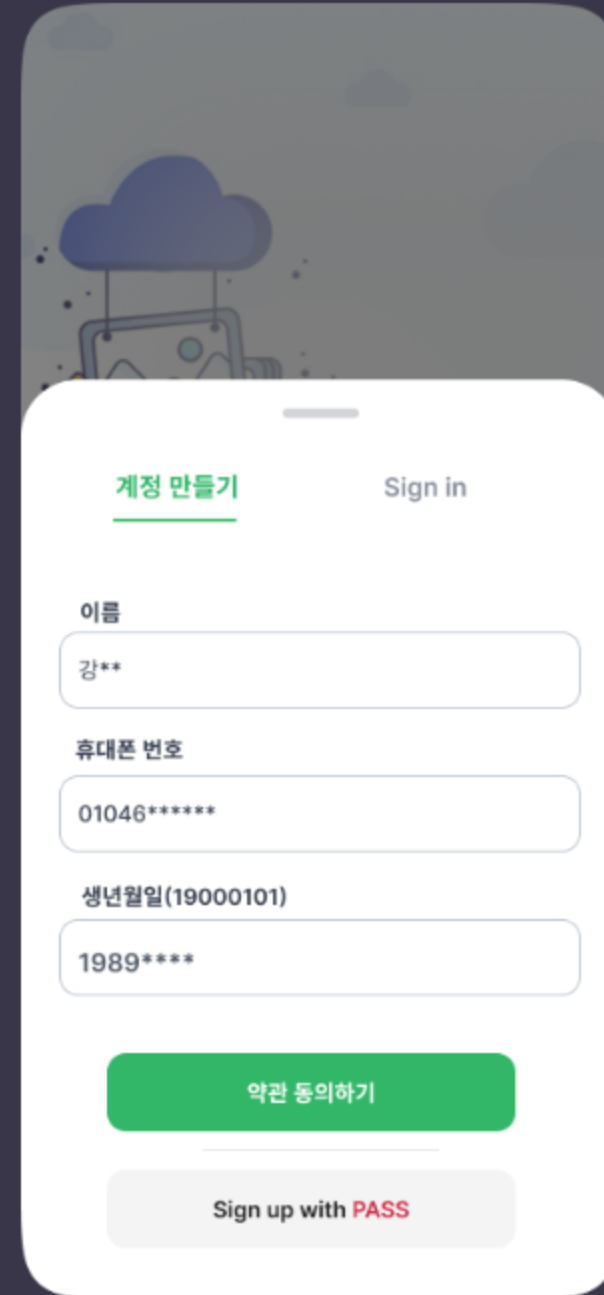 계정 만들기 Sign in
이름
강**
휴대폰 번호
01046******
생년월일(19000101)
1989****
약관 동의하기
Sign up with PASS